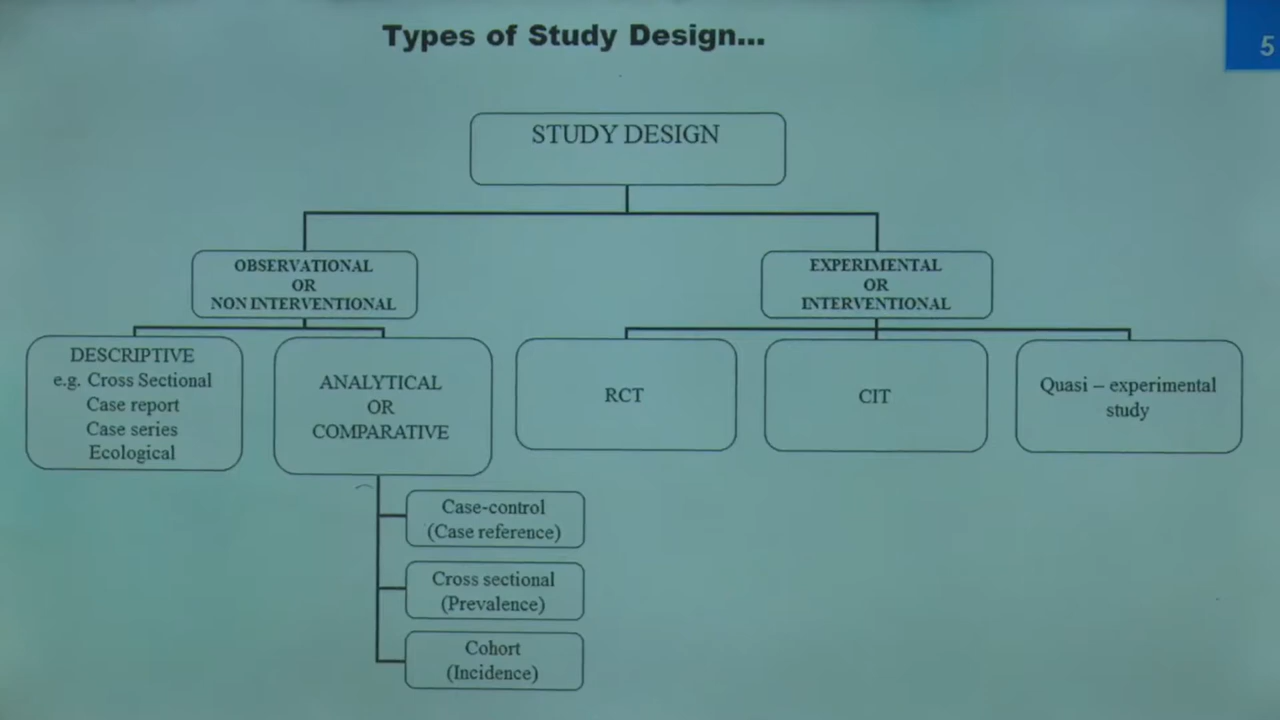 Types of Study Design...
5
STUDY DESIGN
OBSERVATIONAL
OR
NON INTERVENTIONAL
EXPERIMENTAL
OR
INTERVENTIONAL
DESCRIPTIVE
e.g. Cross Sectional
Case report
Case series
Ecological
ANALYTICAL
OR
COMPARATIVE
RCT
CIT
Quasi – experimental
study
Case-control
(Case reference)
Cross sectional
(Prevalence)
Cohort
(Incidence)